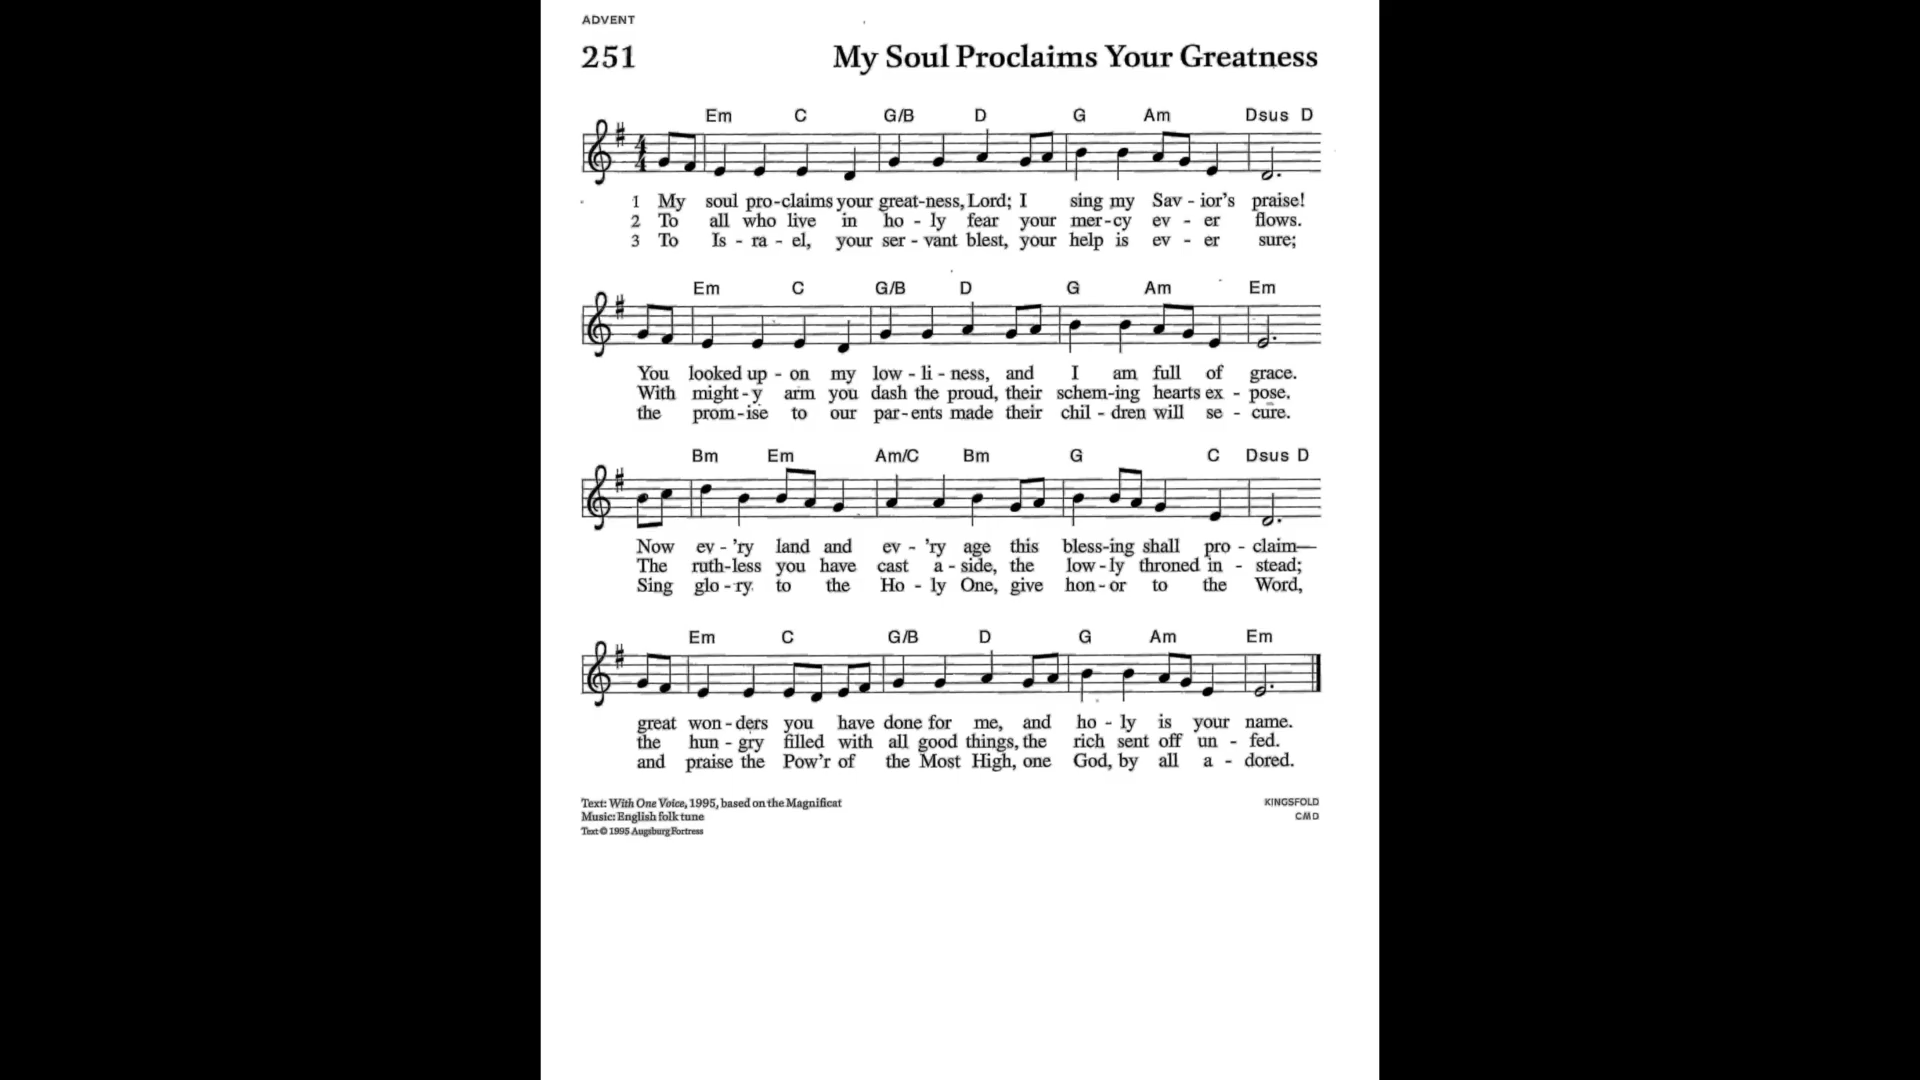 ADVENT
251 My Soul Proclaims Your Greatness
Em C G/B D G Am Dsus D
1 My soul pro-claims your great-ness, Lord; I sing my Sav - ior's praise!
2 To all who live in ho - ly fear your mer-cy ev - er flows.
3 To Is - ra - el, your ser - vant blest, your help is ev - er sure;
Em C G/B D G Am Em
You looked up - on my low - li - ness, and I am full of grace.
With might - y arm you dash the proud, their schem-ing hearts ex - pose.
the prom-ise to our par-ents made their chil - dren will se - cure.
Bm Em Am/C Bm G C Dsus D
Now ev - 'ry land and ev - 'ry age this bless-ing shall pro - claim—
The ruth-less you have cast a - side, the low - ly throned in - stead;
Sing glo - ry to the Ho - ly One, give hon - or to the Word,
Em C G/B D G Am Em
great won - ders you have done for me, and ho - ly is your name.
the hun - gry filled with all good things, the rich sent off un - fed.
and praise the Pow'r of the Most High, one God, by all a - dored.
Text: With One Voice, 1995, based on the Magnificat
Music: English folk tune
Text © 1995 Augsburg Fortress
KINGSFOLD
CMD